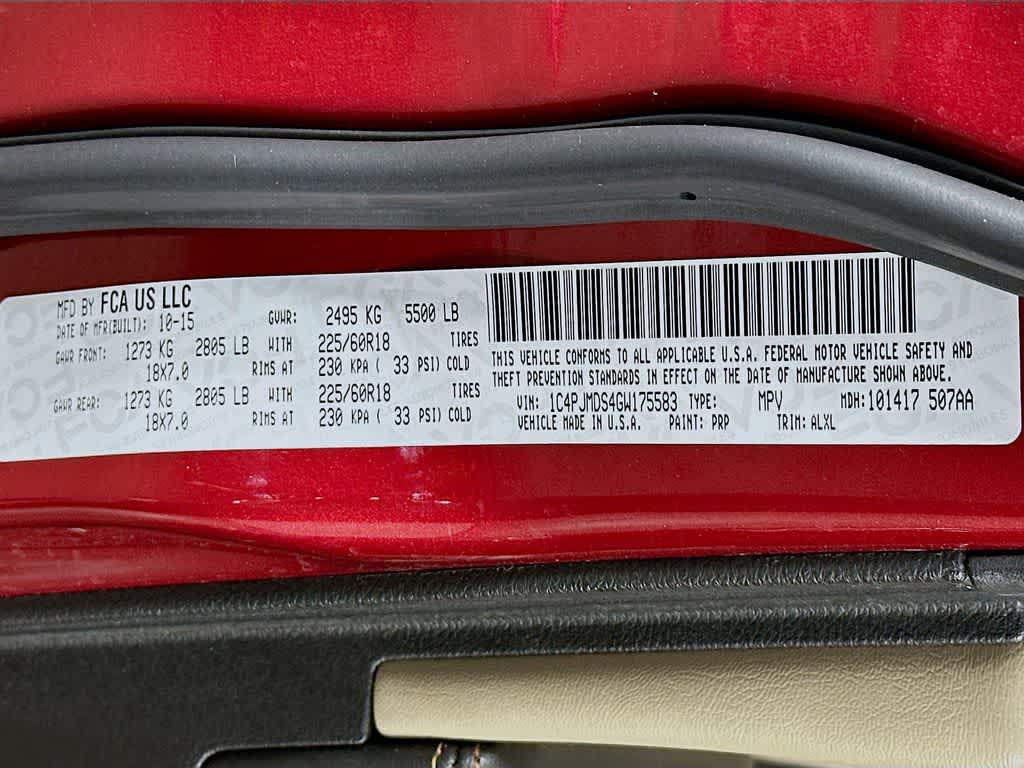 MFD BY FCA US LLC
DATE OF MFR(BUILT): 10-15 GVWR: 2495 KG 5500 LB
GAWR FRONT: 1273 KG 2805 LB WITH 225/60R18 TIRES
18X7.0 RIMS AT 230 KPA ( 33 PSI) COLD
GAWR REAR: 1273 KG 2805 LB WITH 225/60R18 TIRES
18X7.0 RIMS AT 230 KPA ( 33 PSI) COLD
THIS VEHICLE CONFORMS TO ALL APPLICABLE U.S.A. FEDERAL MOTOR VEHICLE SAFETY AND
THEFT PREVENTION STANDARDS IN EFFECT ON THE DATE OF MANUFACTURE SHOWN ABOVE.
VIN: 1C4PJMDS4GW175583 TYPE: MPV MDH: 101417 507AA
VEHICLE MADE IN U.S.A. PAINT: PRP TRIM: ALXL